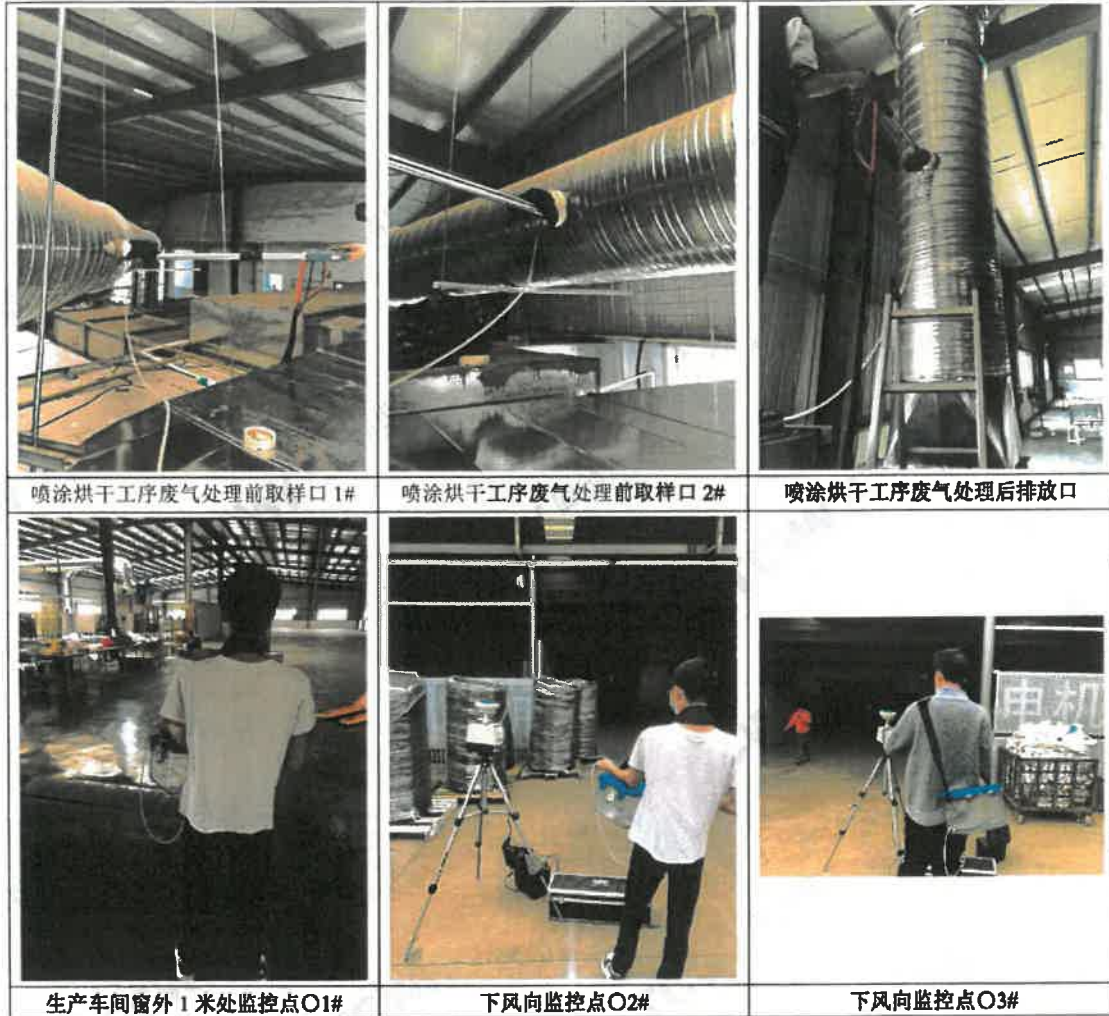 喷涂烘干工序废气处理前取样口 1#
喷涂烘干工序废气处理前取样口 2#
喷涂烘干工序废气处理后排放口
电机
生产车间窗外 1 米处监控点O1#
下风向监控点O2#
下风向监控点O3#